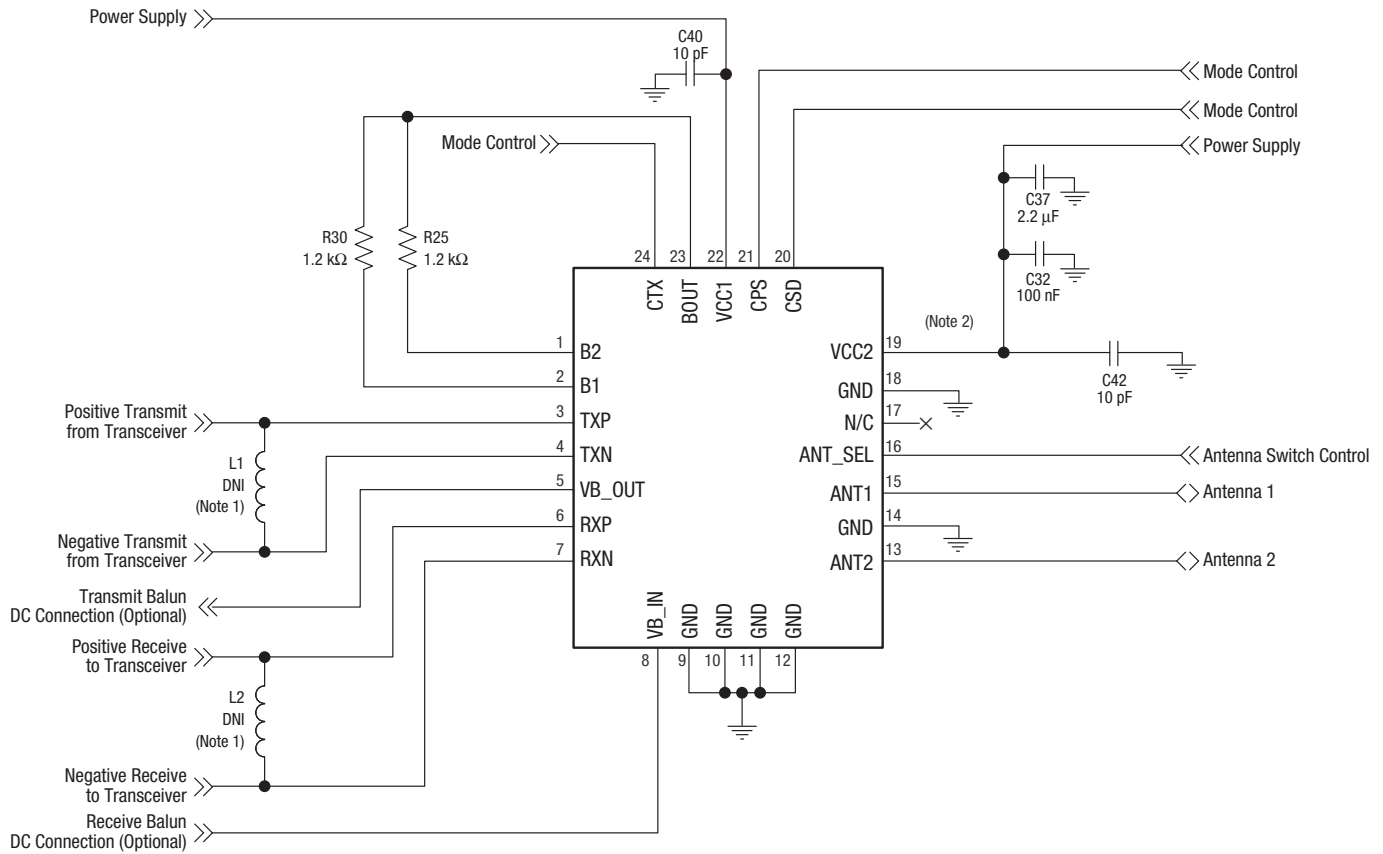 Power Supply
C40
10 pF
Mode Control
Mode Control
Mode Control
Power Supply
C37
2.2 µF
C32
100 nF
R30
1.2 kΩ
R25
1.2 kΩ
24
23
22
21
20
CTX
BOUT
VCC1
CPS
CSD
(Note 2)
1
B2
2
B1
3
TXP
4
TXN
5
VB_OUT
6
RXP
7
RXN
VCC2
19
GND
18
N/C
17
ANT_SEL
16
ANT1
15
GND
14
ANT2
13
C42
10 pF
Antenna Switch Control
Antenna 1
Antenna 2
Positive Transmit
from Transceiver
L1
DNI
(Note 1)
Negative Transmit
from Transceiver
Transmit Balun
DC Connection (Optional)
Positive Receive
to Transceiver
L2
DNI
(Note 1)
Negative Receive
to Transceiver
Receive Balun
DC Connection (Optional)
VB_IN
GND
GND
GND
GND
8
9
10
11
12